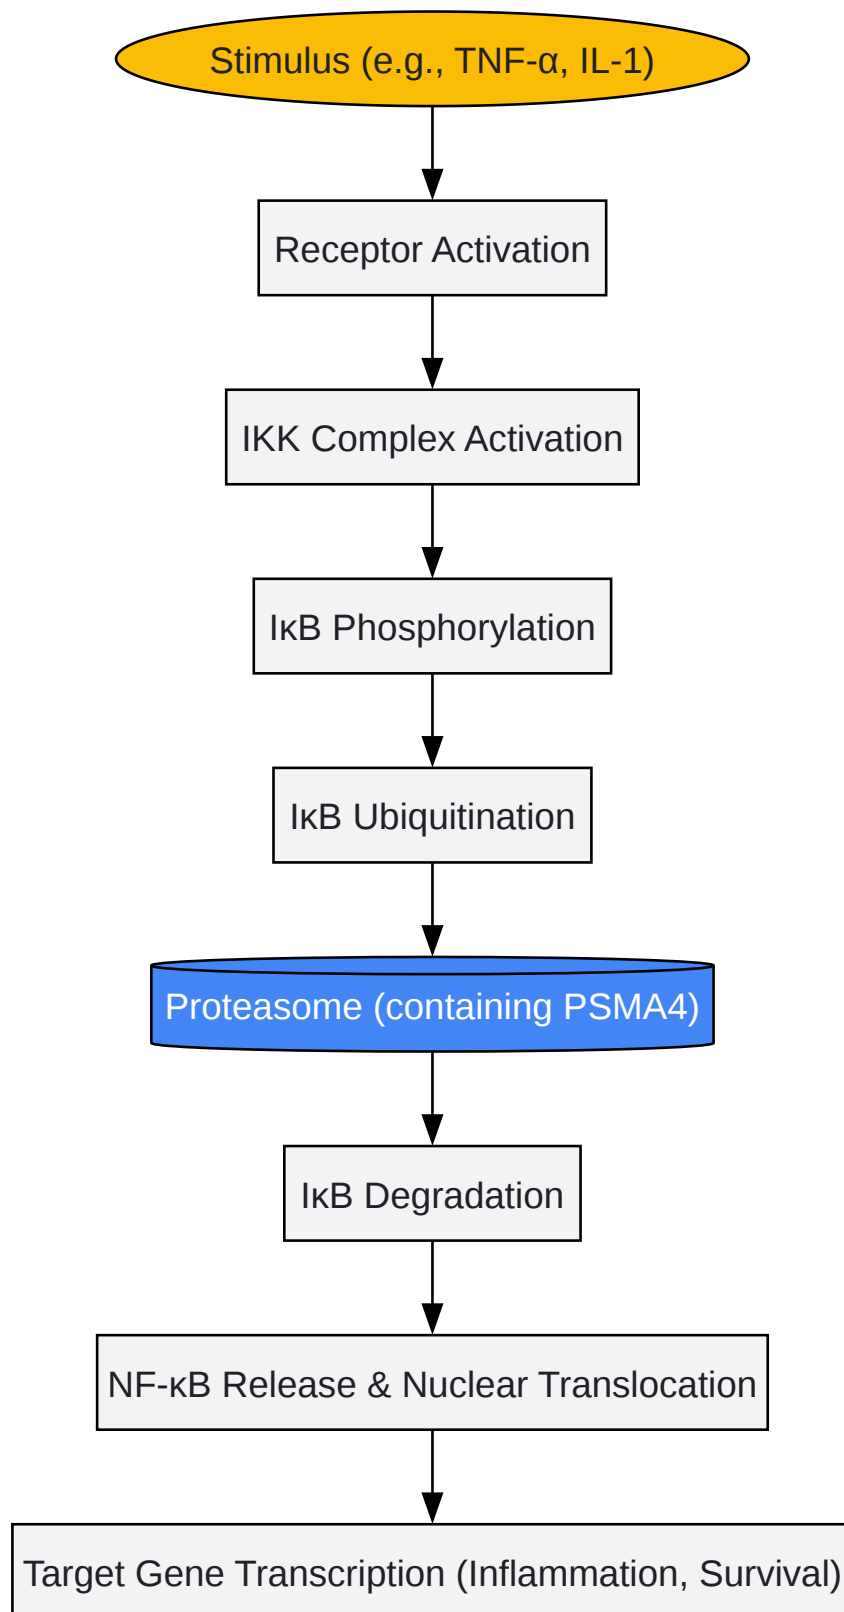 Stimulus (e.g., TNF-α, IL-1)
Receptor Activation
IKK Complex Activation
IκB Phosphorylation
IκB Ubiquitination
Proteasome (containing PSMA4)
IκB Degradation
NF-κB Release & Nuclear Translocation
Target Gene Transcription (Inflammation, Survival)